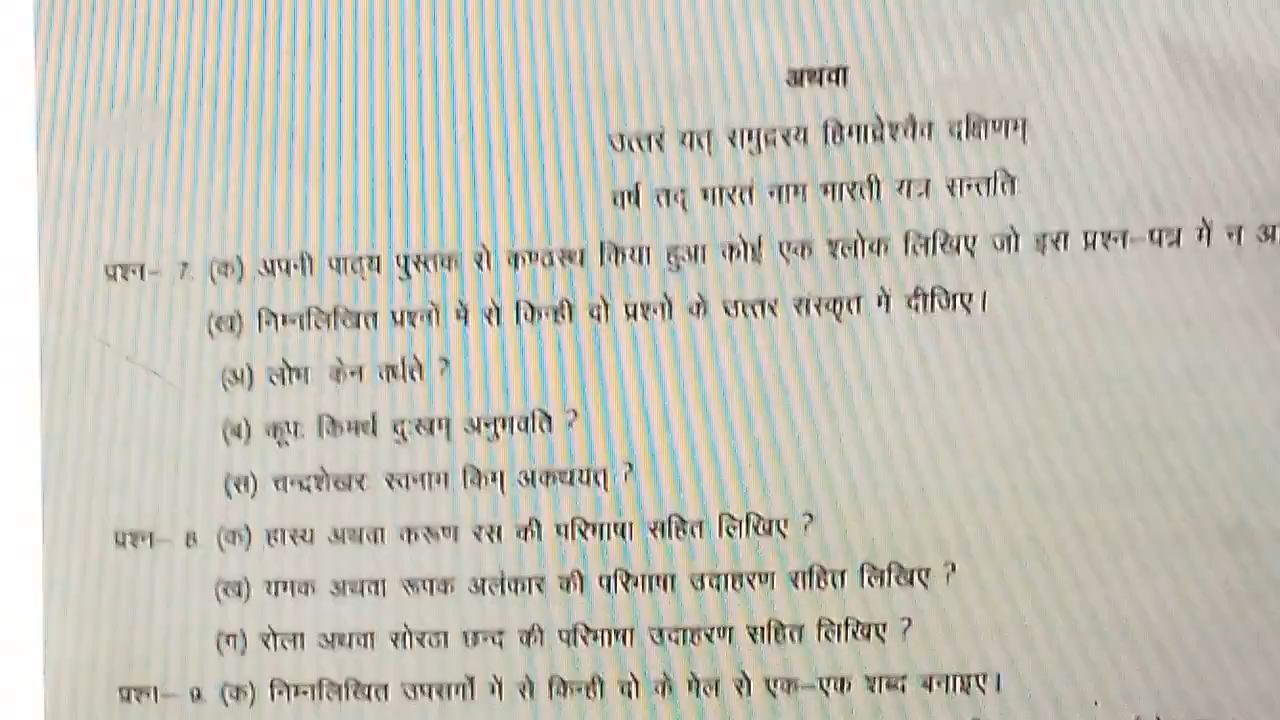 अथवा
उत्तरं यत् समुद्रस्य हिमाद्रेश्चैव दक्षिणम्
वर्ष तद् भारतं नाम भारती यत्र सन्तति
प्रश्न- 7. (क) अपनी पाठ्य पुस्तक से कण्ठस्थ किया हुआ कोई एक श्लोक लिखिए जो इस प्रश्न-पत्र में न
(ख) निम्नलिखित प्रश्नों में से किन्ही दो प्रश्नो के उत्तर संस्कृत में दीजिए।
(अ) लोभ केन वर्धते ?
(ब) कूपः किमर्थ दुःखम् अनुभवति ?
(स) चन्द्रशेखर स्वनाम किम् अकथयत् ?
प्रश्न- 8. (क) हास्य अथवा करूण रस की परिभाषा सहित लिखिए ?
(ख) यमक अथवा रूपक अलंकार की परिभाषा उदाहरण सहित लिखिए ?
(ग) रोला अथवा सोरठा छन्द की परिभाषा उदाहरण सहित लिखिए ?
प्रश्न- 9. (क) निम्नलिखित उपसर्गों में से किन्हीं दो के मेल से एक-एक शब्द बनाइए।